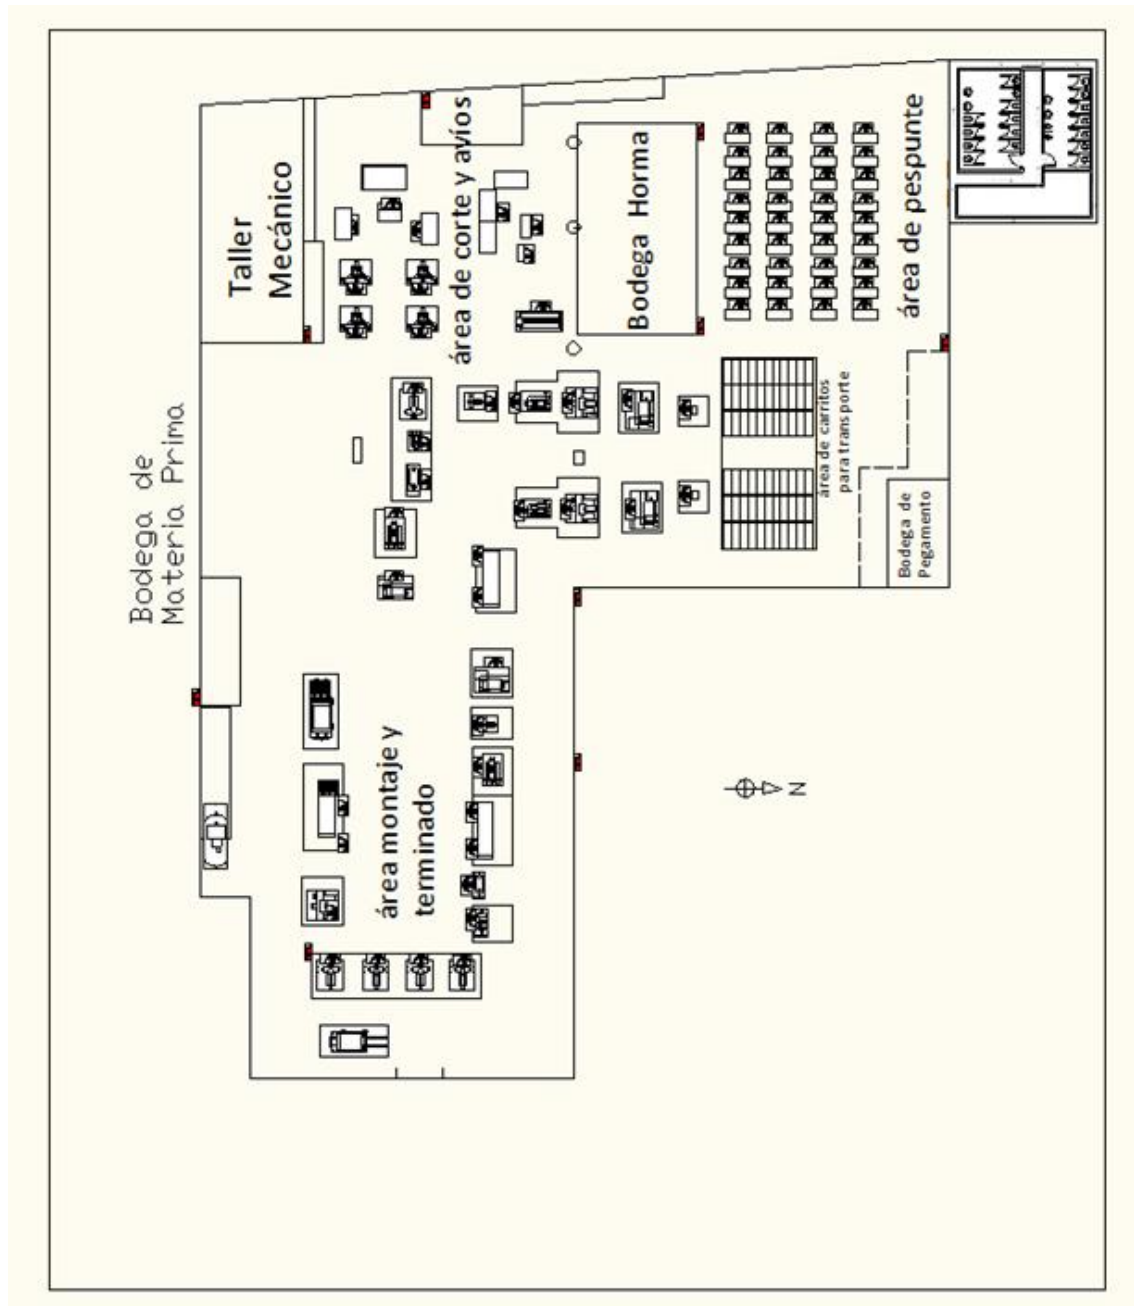 Taller
Mecánico
área de corte y avíos
Bodega Horma
área de pespunte
Bodega de
Materia Prima
área de carritos
para transporte
Bodega de
Pegamento
área montaje y
terminado
N